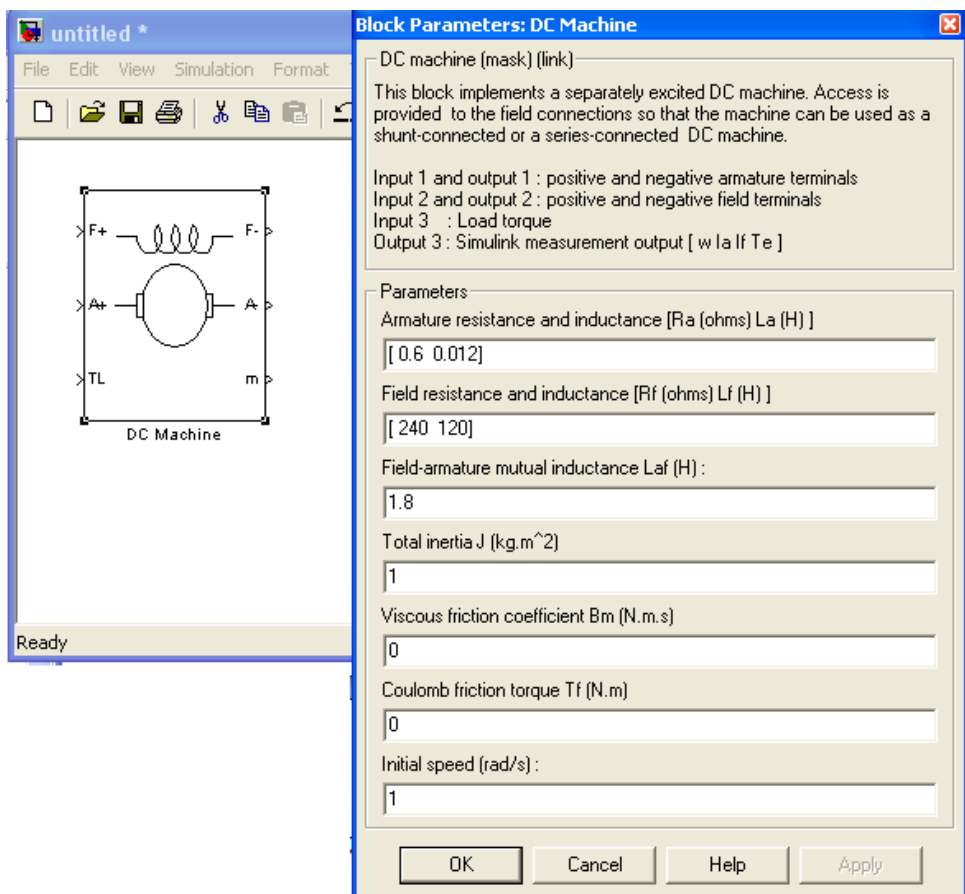 untitled *
File Edit View Simulation Format
F+ F-
A+ A-
TL m
DC Machine
Ready
Block Parameters: DC Machine
DC machine (mask) (link)
This block implements a separately excited DC machine. Access is
provided to the field connections so that the machine can be used as a
shunt-connected or a series-connected DC machine.
Input 1 and output 1 : positive and negative armature terminals
Input 2 and output 2 : positive and negative field terminals
Input 3 : Load torque
Output 3 : Simulink measurement output [ w Ia If Te ]
Parameters
Armature resistance and inductance [Ra (ohms) La (H) ]
[ 0.6 0.012]
Field resistance and inductance [Rf (ohms) Lf (H) ]
[ 240 120]
Field-armature mutual inductance Laf (H) :
1.8
Total inertia J (kg.m^2)
1
Viscous friction coefficient Bm (N.m.s)
0
Coulomb friction torque Tf (N.m)
0
Initial speed (rad/s) :
1
OK Cancel Help Apply